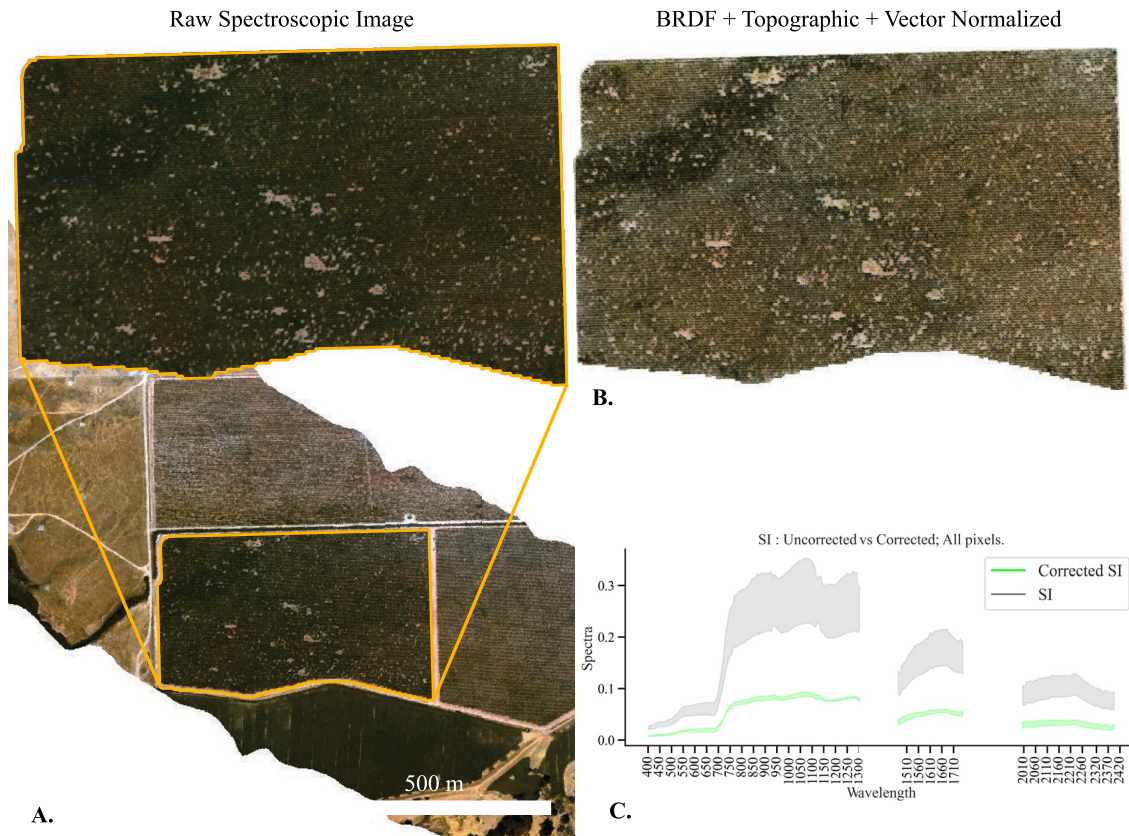 Raw Spectroscopic Image
BRDF + Topographic + Vector Normalized
B.
500 m
A.
SI : Uncorrected vs Corrected; All pixels.
Corrected SI
SI
Spectra
0.3
0.2
0.1
0.0
400 450 500 550 600 650 700 750 800 850 900 950 1000 1050 1100 1150 1200 1250 1300 1510 1560 1610 1660 1710 2010 2060 2110 2160 2210 2260 2320 2370 2420
Wavelength
C.